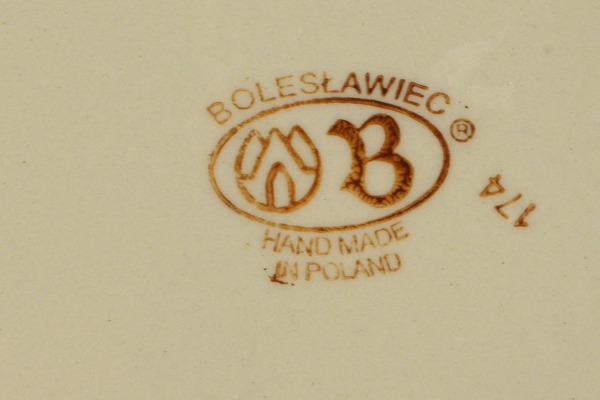 BOLESŁAWIEC®
B
HAND MADE
IN POLAND
174